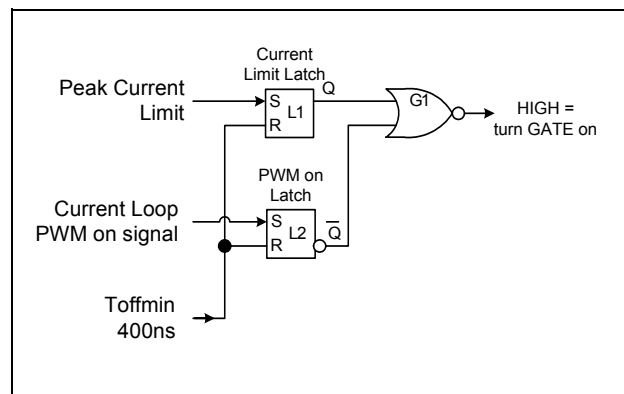 Current
Limit Latch
Q
Peak Current
Limit
S
L1
R
G1
HIGH =
turn GATE on
PWM on
Latch
Current Loop
PWM on signal
S
L2
R
Q̅
Toffmin
400ns